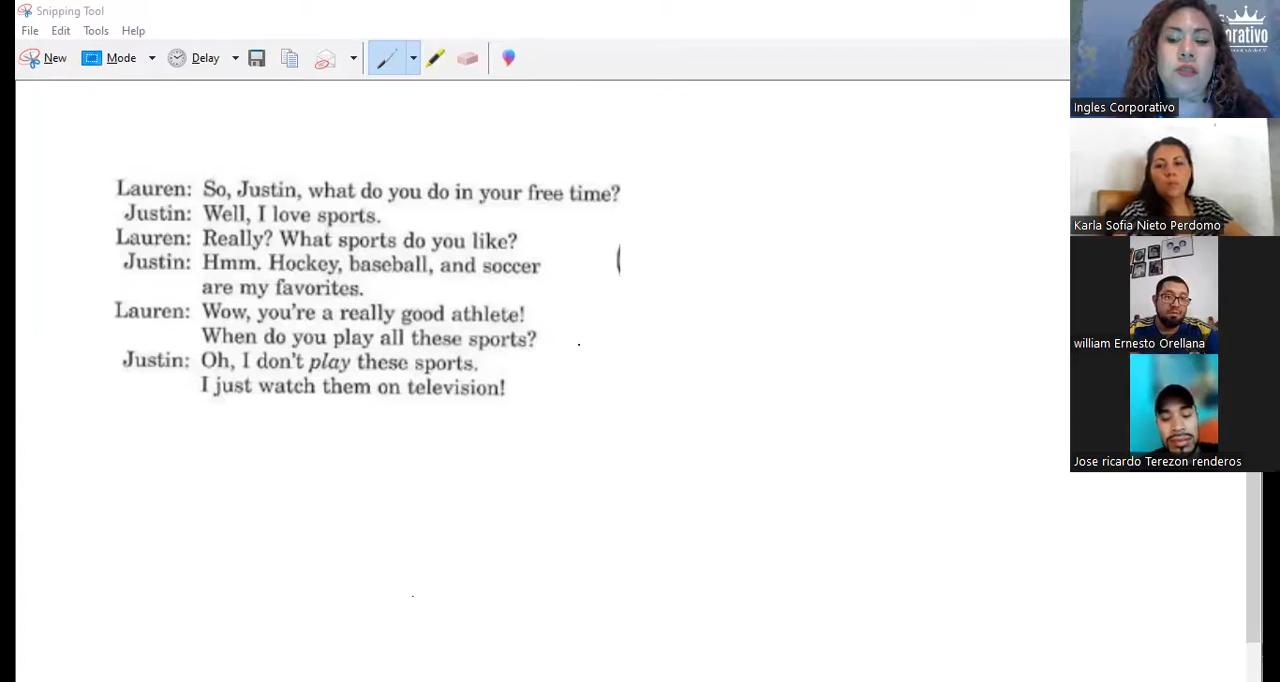 Snipping Tool
File Edit Tools Help
New Mode Delay
Lauren: So, Justin, what do you do in your free time?
Justin: Well, I love sports.
Lauren: Really? What sports do you like?
Justin: Hmm. Hockey, baseball, and soccer
are my favorites.
Lauren: Wow, you're a really good athlete!
When do you play all these sports?
Justin: Oh, I don't play these sports.
I just watch them on television!
orativo
Ingles Corporativo
Karla Sofia Nieto Perdomo
william Ernesto Orellana
Jose ricardo Terezon renderos